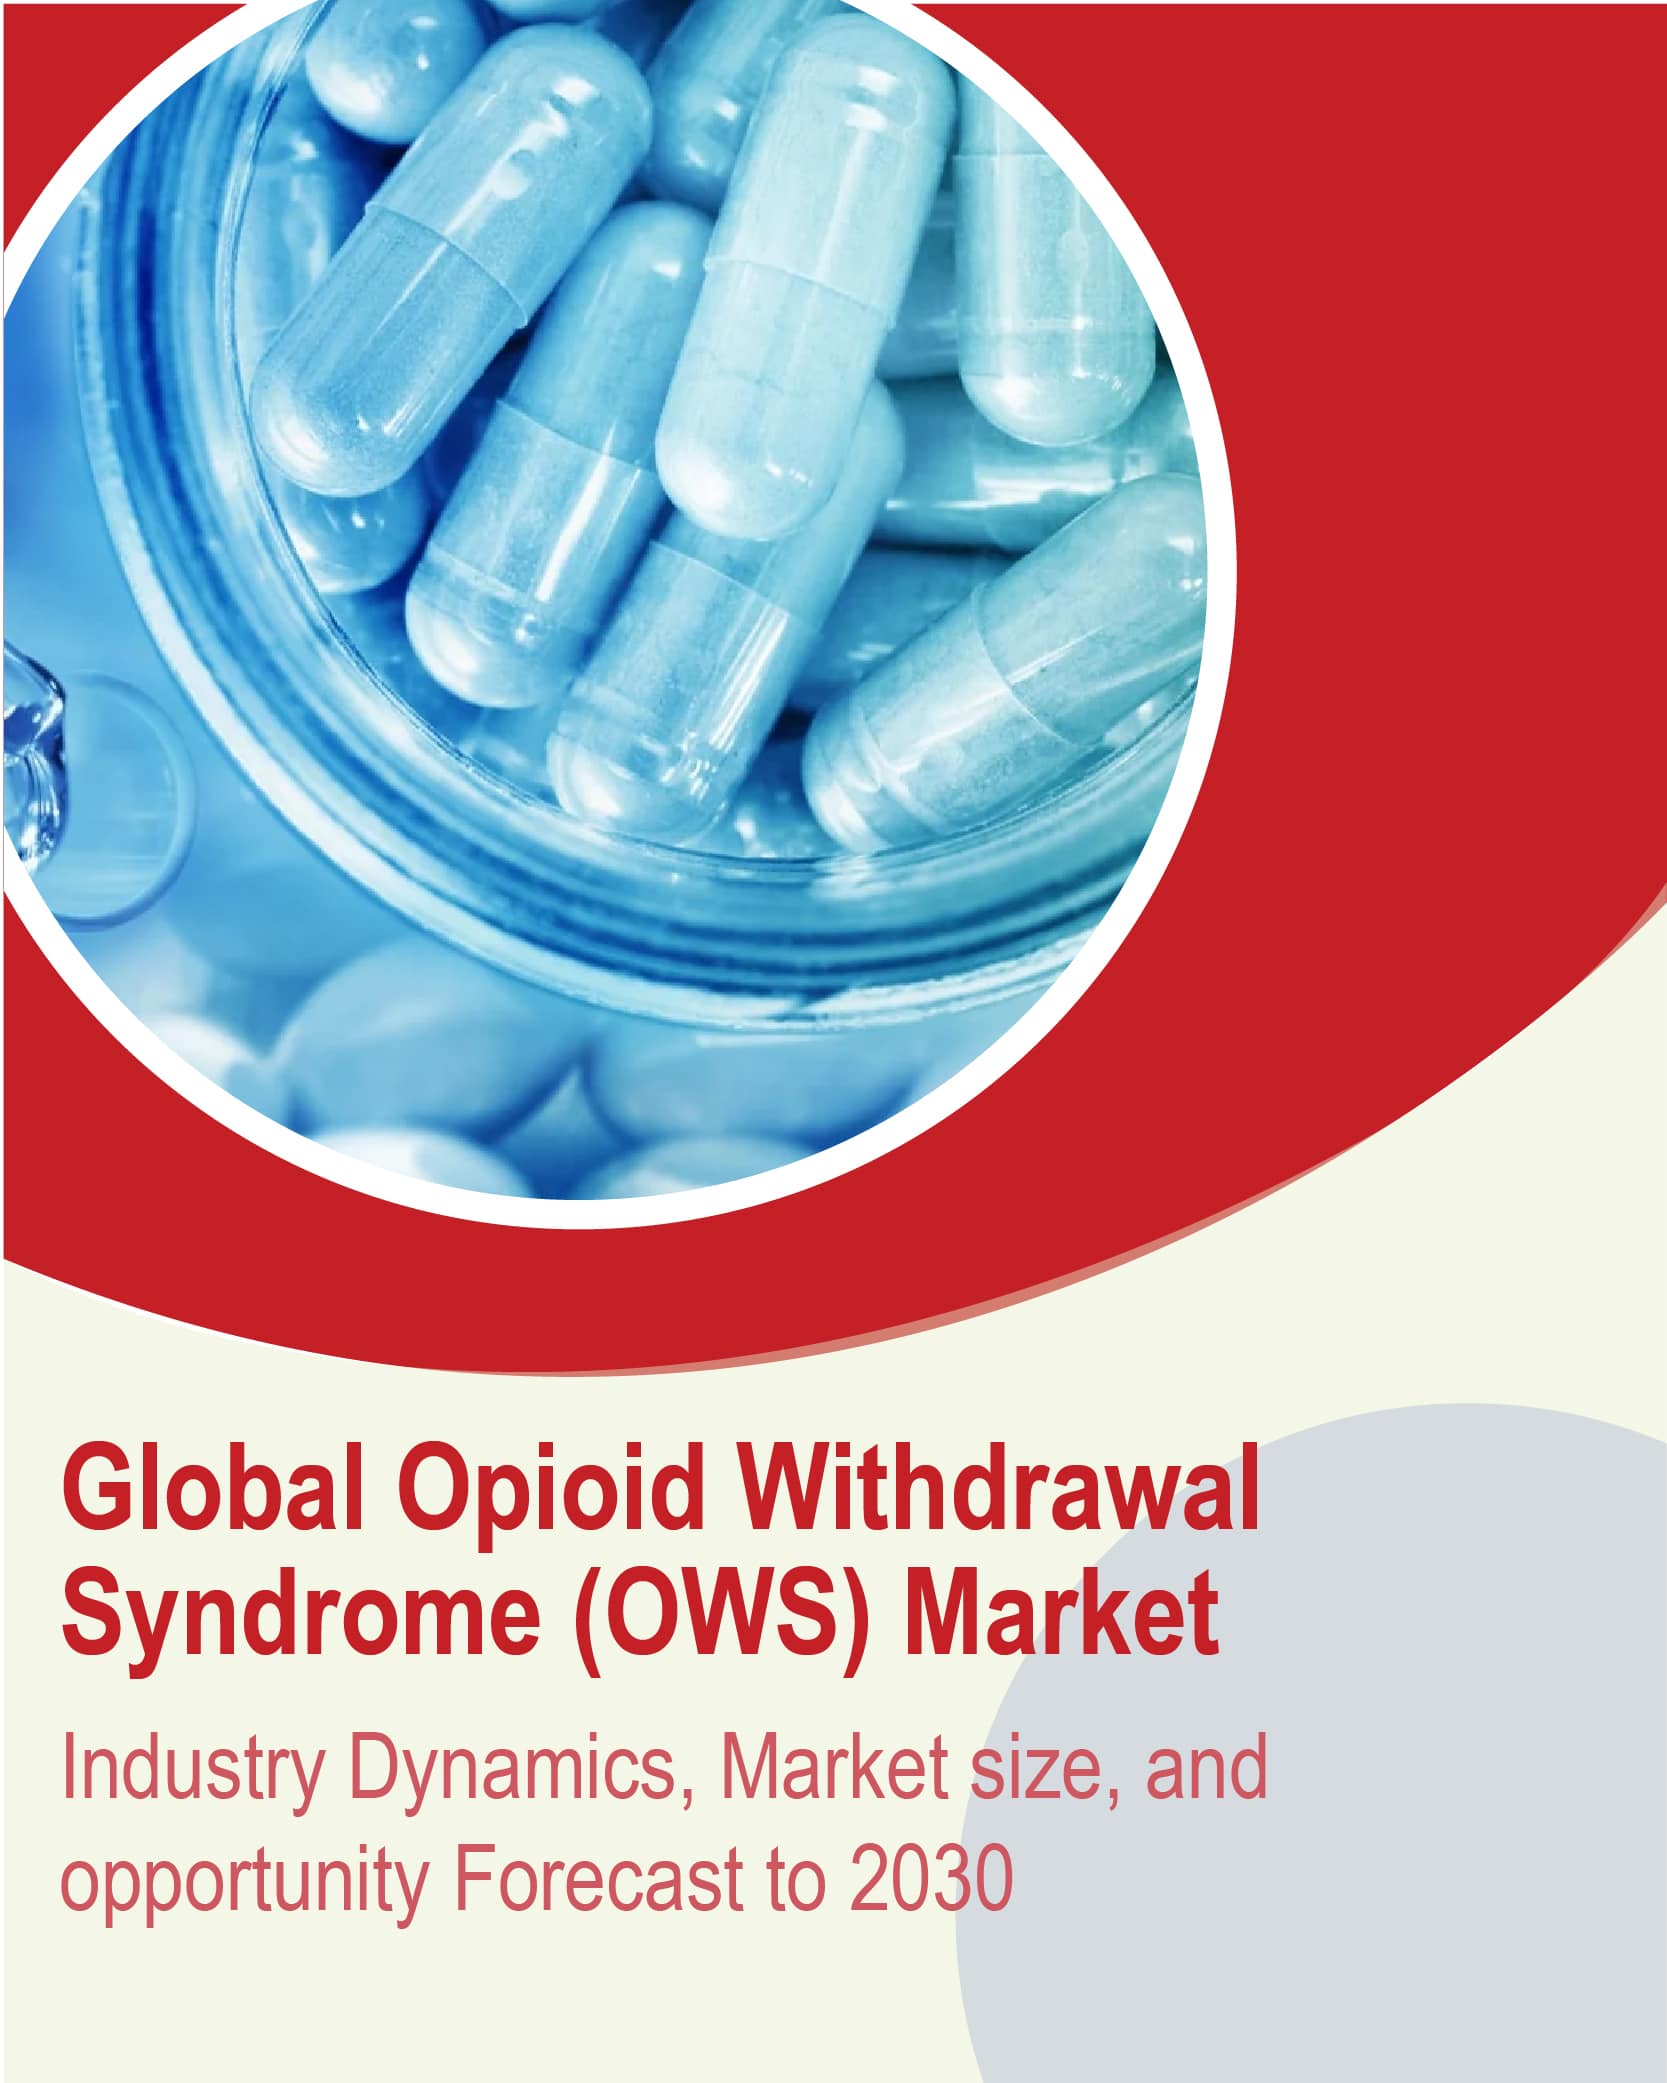 Global Opioid Withdrawal
Syndrome (OWS) Market
Industry Dynamics, Market size, and
opportunity Forecast to 2030